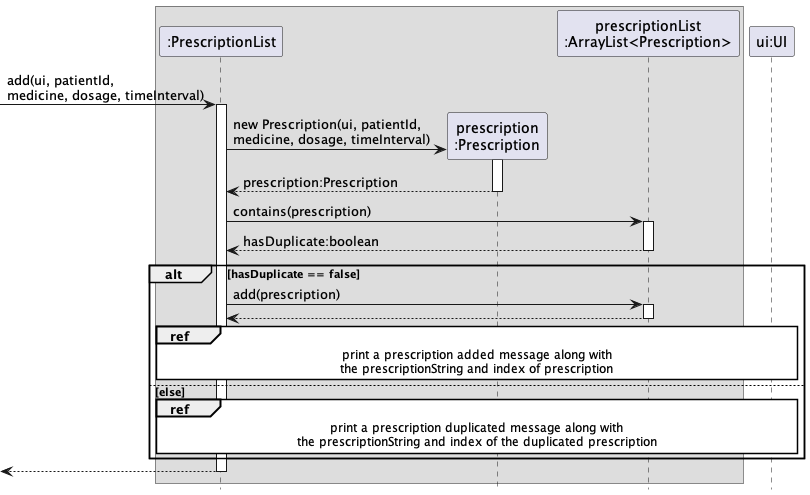 prescriptionList
:PrescriptionList
:ArrayList<Prescription>
ui:UI
add(ui, patientId,
medicine, dosage, timeInterval)
new Prescription(ui, patientId,
medicine, dosage, timeInterval)
prescription
:Prescription
prescription:Prescription
contains(prescription)
hasDuplicate:boolean
alt
[hasDuplicate == false]
add(prescription)
ref
print a prescription added message along with
the prescriptionString and index of prescription
[else]
ref
print a prescription duplicated message along with
the prescriptionString and index of the duplicated prescription